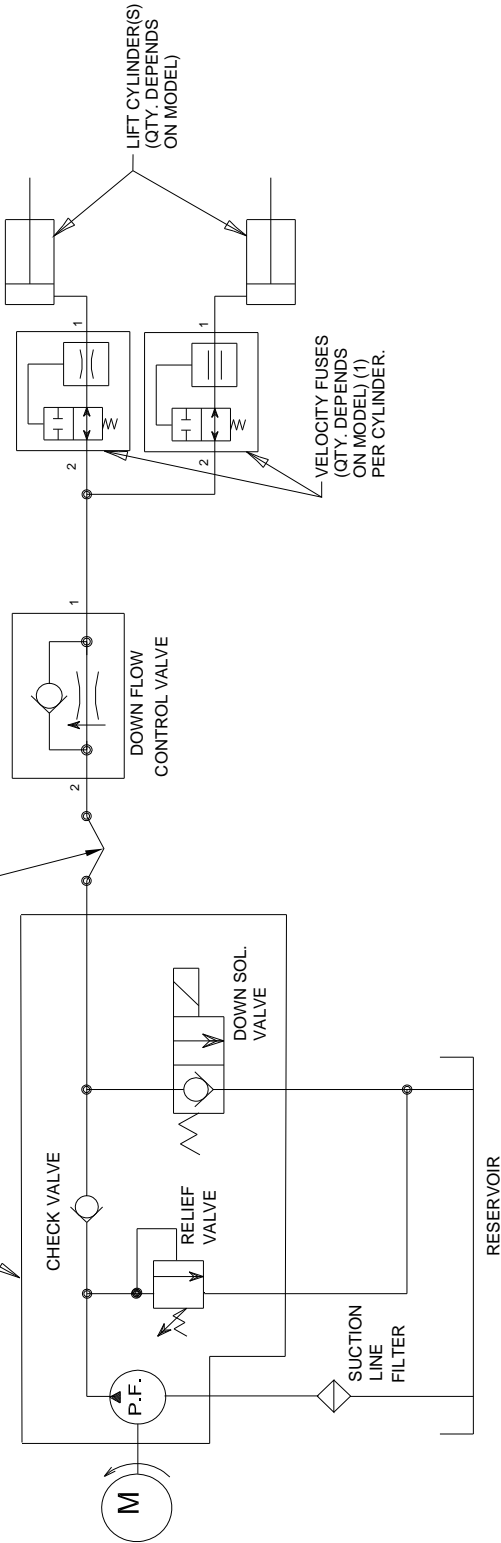 M
P.F.
CHECK VALVE
RELIEF
VALVE
SUCTION
LINE
FILTER
DOWN SOL.
VALVE
RESERVOIR
2
DOWN FLOW
CONTROL VALVE
1
2
1
2
1
VELOCITY FUSES
(QTY. DEPENDS
ON MODEL) (1)
PER CYLINDER.
LIFT CYLINDER(S)
(QTY. DEPENDS
ON MODEL)